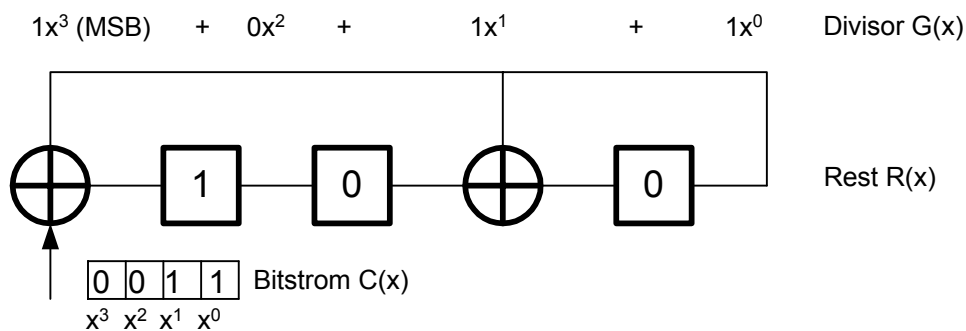 1x³ (MSB) + 0x² + 1x¹ + 1x⁰ Divisor G(x)
1 0 0 Rest R(x)
0 0 1 1 Bitstrom C(x)
x³ x² x¹ x⁰